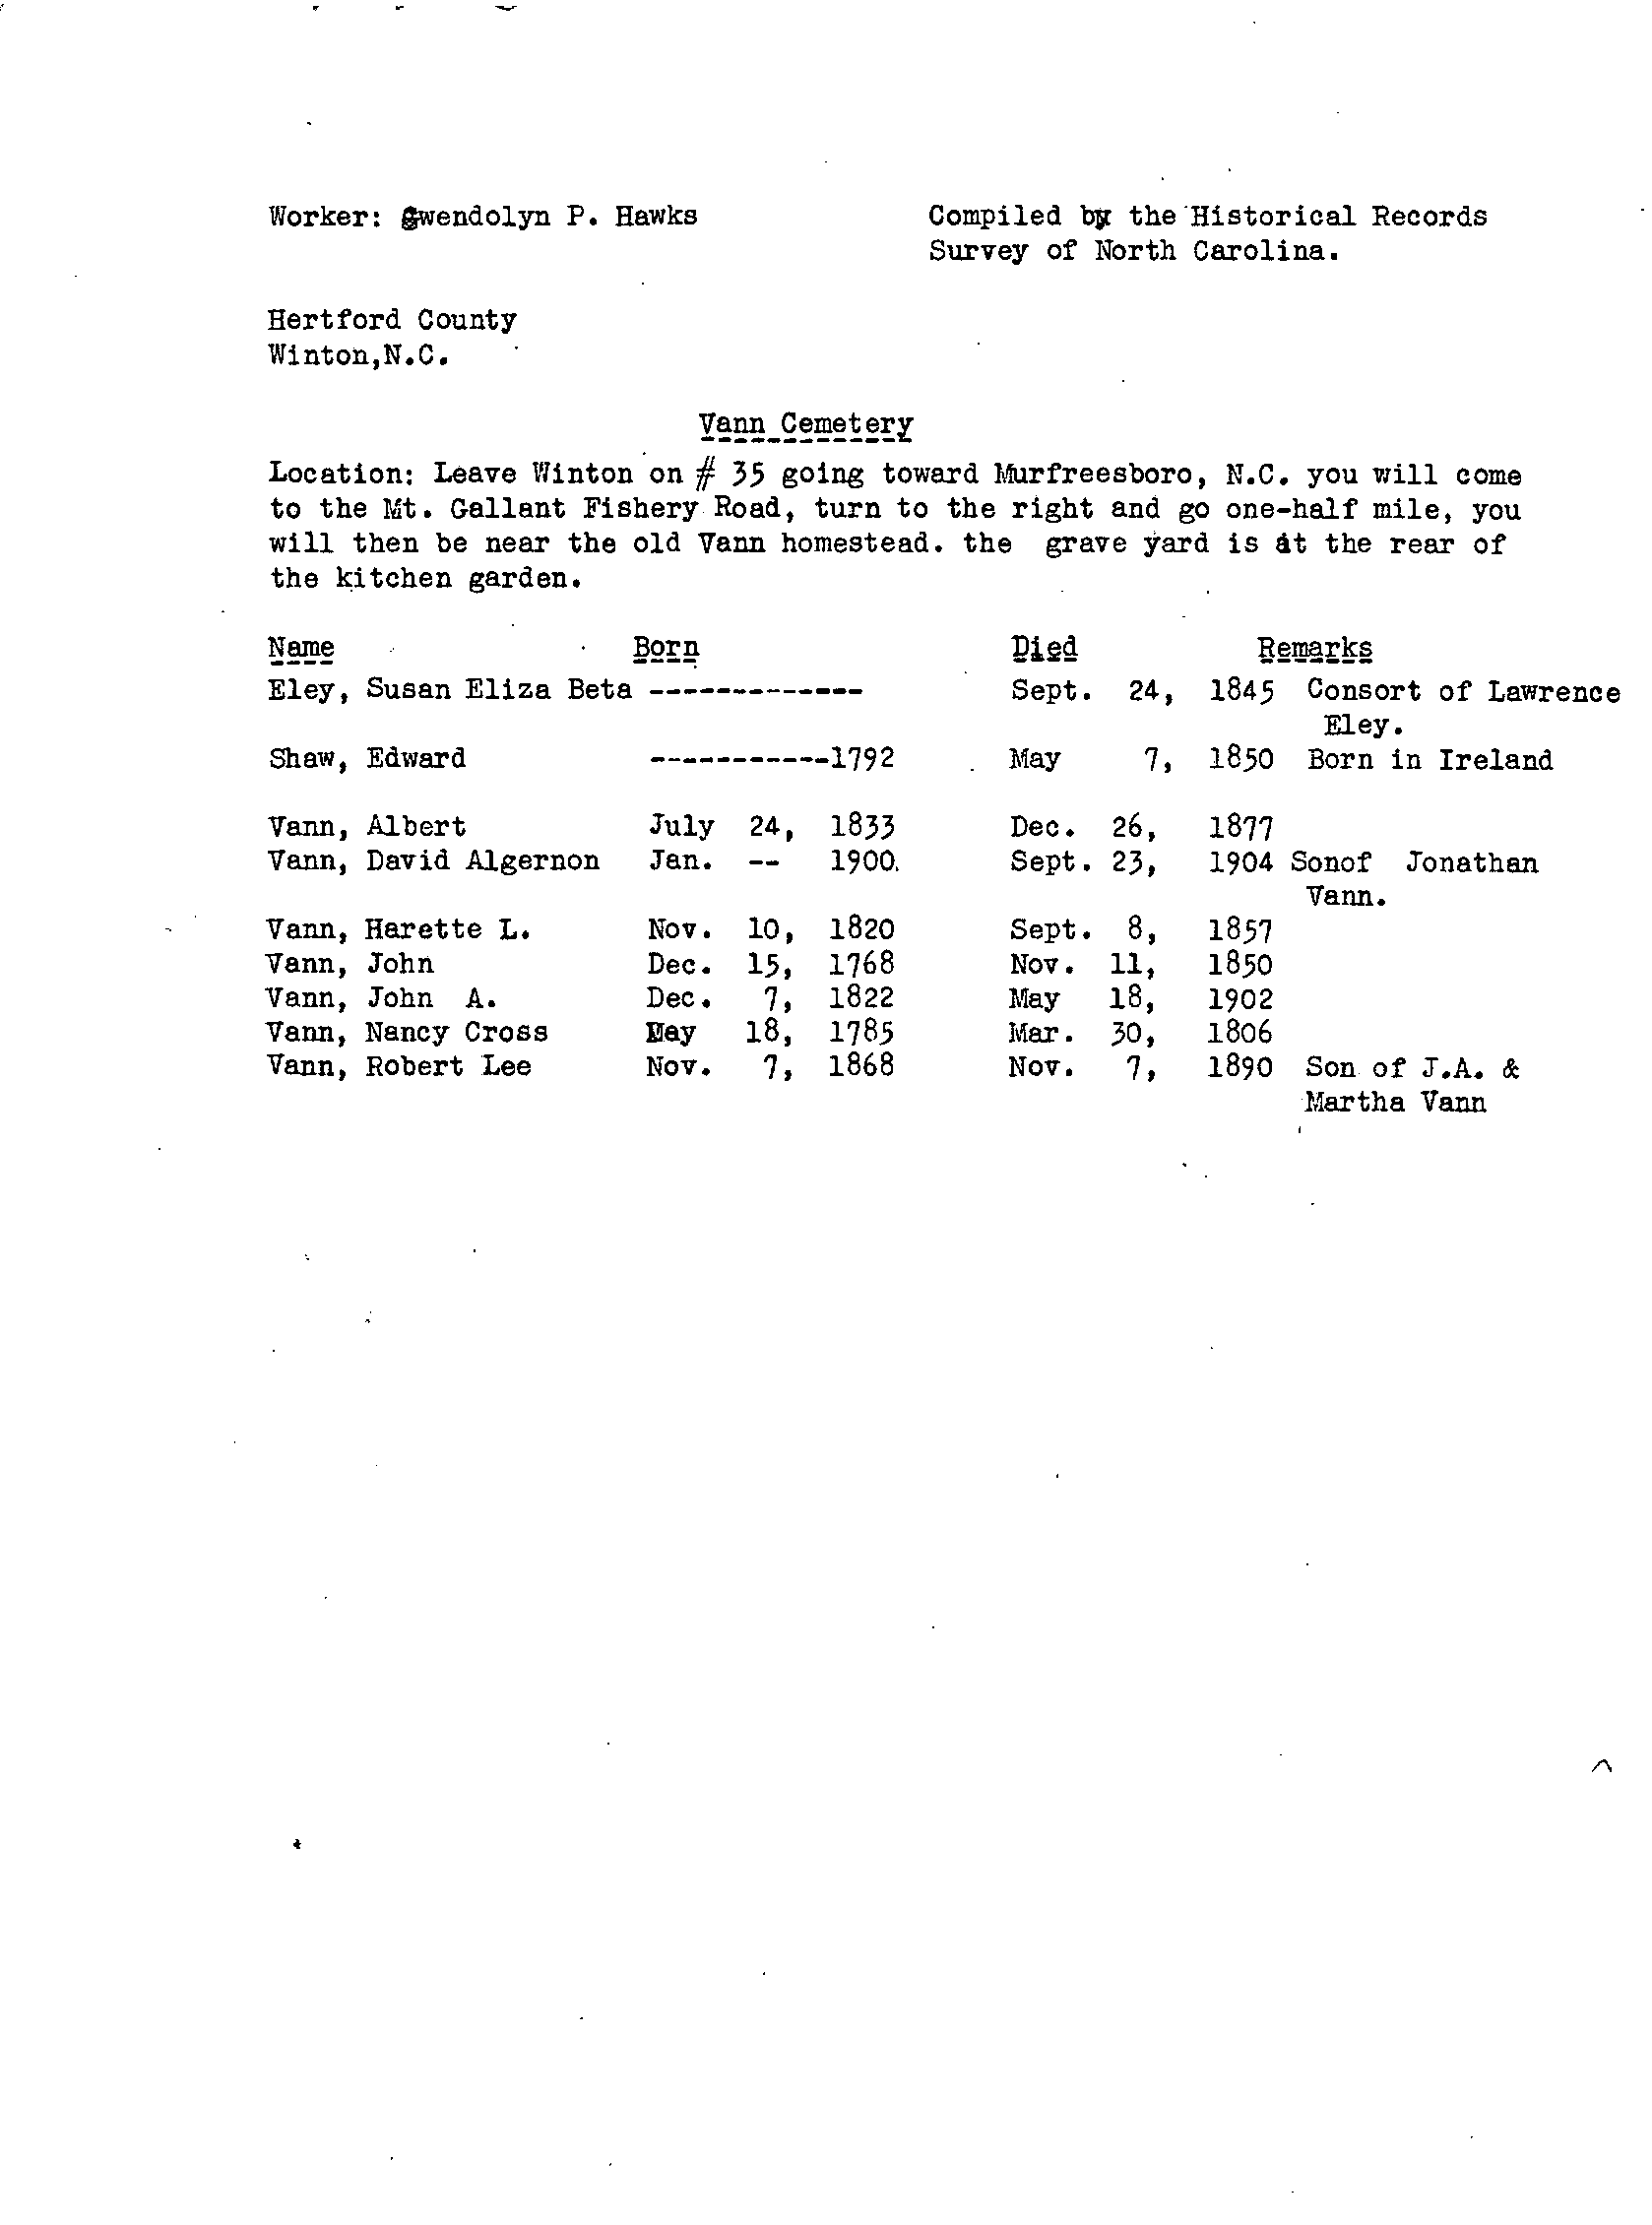 Worker: Gwendolyn P. Hawks Compiled by the Historical Records
Survey of North Carolina.
Hertford County
Winton,N.C.
Vann Cemetery
Location: Leave Winton on # 35 going toward Murfreesboro, N.C. you will come
to the Mt. Gallant Fishery Road, turn to the right and go one-half mile, you
will then be near the old Vann homestead. the grave yard is at the rear of
the kitchen garden.
Name Born Died Remarks
Eley, Susan Eliza Beta ------------- Sept. 24, 1845 Consort of Lawrence
Eley.
Shaw, Edward -----------1792 May 7, 1850 Born in Ireland
Vann, Albert July 24, 1833 Dec. 26, 1877
Vann, David Algernon Jan. -- 1900. Sept. 23, 1904 Sonof Jonathan
Vann.
Vann, Harette L. Nov. 10, 1820 Sept. 8, 1857
Vann, John Dec. 15, 1768 Nov. 11, 1850
Vann, John A. Dec. 7, 1822 May 18, 1902
Vann, Nancy Cross May 18, 1785 Mar. 30, 1806
Vann, Robert Lee Nov. 7, 1868 Nov. 7, 1890 Son of J.A. &
Martha Vann